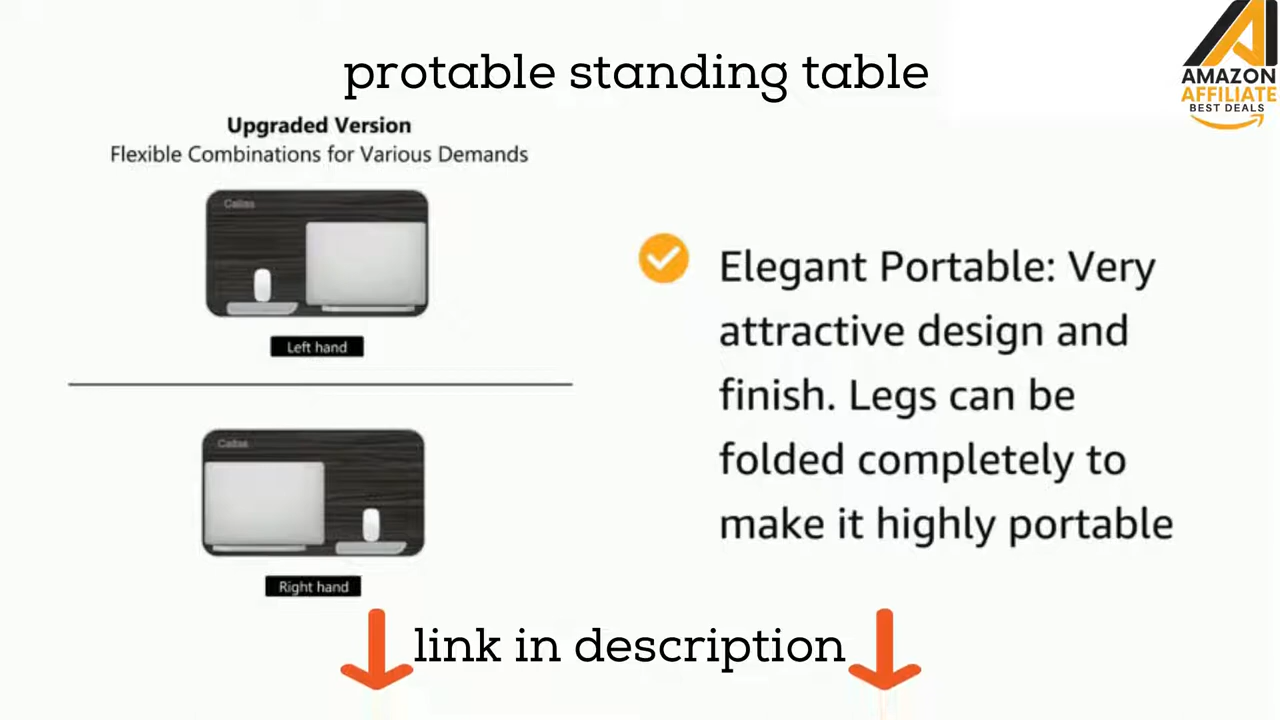 protable standing table
AMAZON
AFFILIATE
BEST DEALS
Upgraded Version
Flexible Combinations for Various Demands
Callas
Left hand
Callas
Right hand
Elegant Portable: Very
attractive design and
finish. Legs can be
folded completely to
make it highly portable
link in description